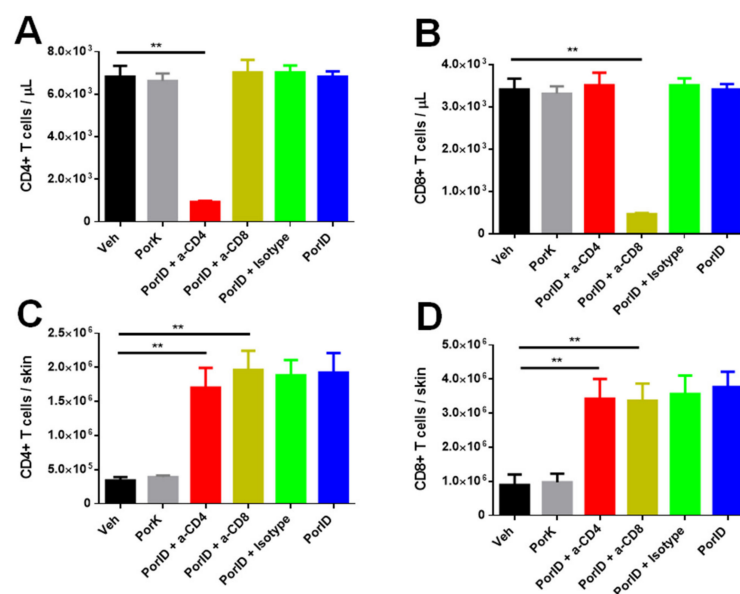 A
**
CD4+ T cells / μL
8.0×10³
6.0×10³
4.0×10³
2.0×10³
0
Veh
PorK
PorID + a-CD4
PorID + a-CD8
PorID + Isotype
PorID
B
**
CD8+ T cells / μL
4.0×10³
3.0×10³
2.0×10³
1.0×10³
0
Veh
PorK
PorID + a-CD4
PorID + a-CD8
PorID + Isotype
PorID
C
**
**
CD4+ T cells / skin
2.5×10⁶
2.0×10⁶
1.5×10⁶
1.0×10⁶
5.0×10⁵
0
Veh
PorK
PorID + a-CD4
PorID + a-CD8
PorID + Isotype
PorID
D
**
**
CD8+ T cells / skin
5.0×10⁶
4.0×10⁶
3.0×10⁶
2.0×10⁶
1.0×10⁶
0
Veh
PorK
PorID + a-CD4
PorID + a-CD8
PorID + Isotype
PorID